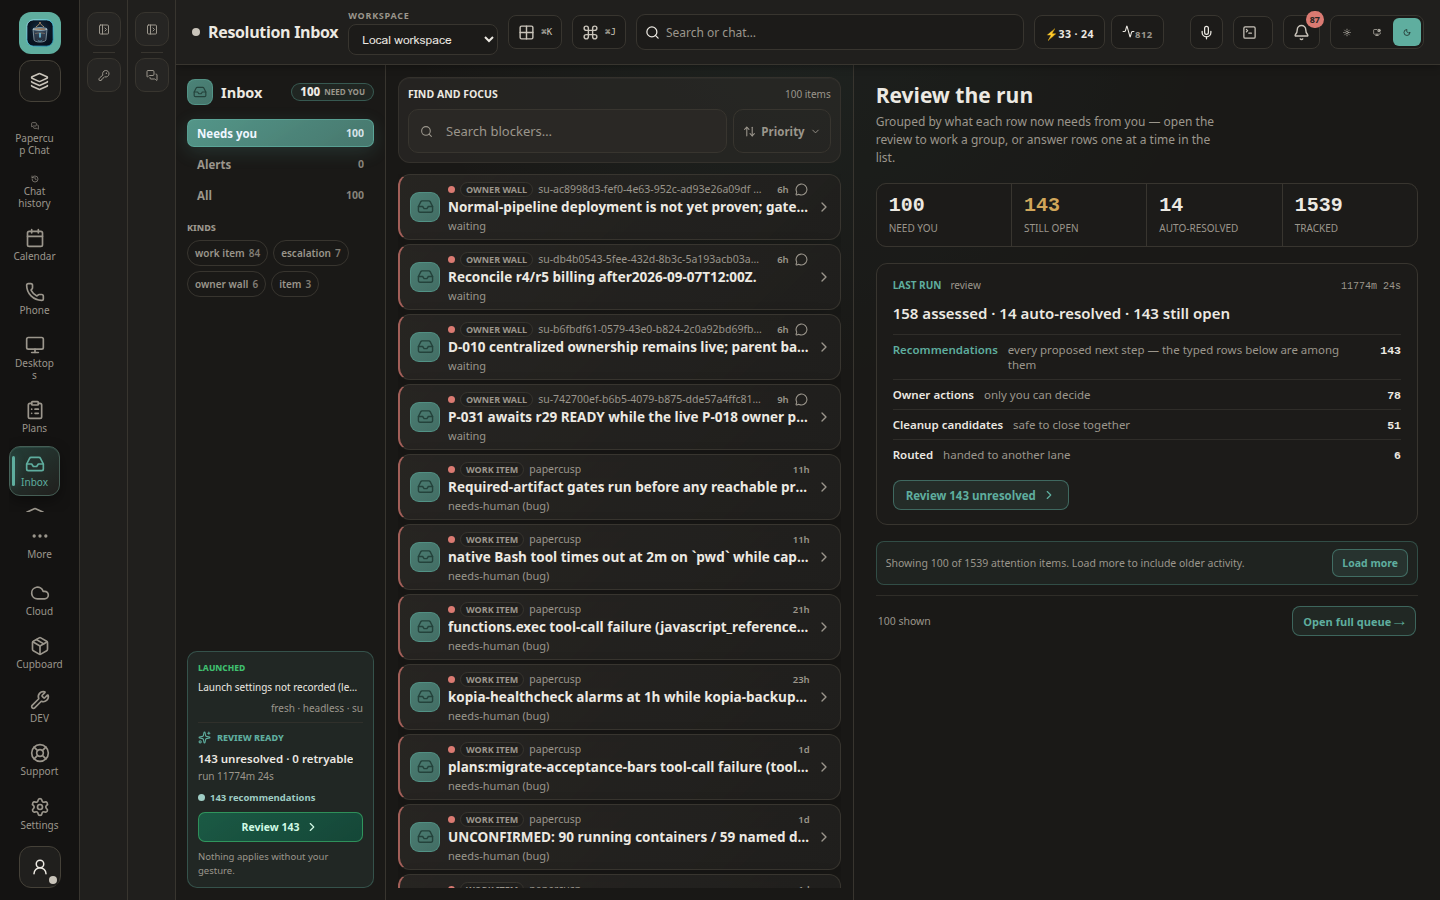 Papercu
p Chat
Chat
history
Calendar
Phone
Desktop
s
Plans
Inbox
More
Cloud
Cupboard
DEV
Support
Settings
Resolution Inbox
WORKSPACE
Local workspace
⌘K
⌘J
Search or chat...
⚡33 · 24
812
87
Inbox
100 NEED YOU
Needs you 100
Alerts 0
All 100
KINDS
work item 84
escalation 7
owner wall 6
item 3
LAUNCHED
Launch settings not recorded (le...
fresh · headless · su
REVIEW READY
143 unresolved · 0 retryable
run 11774m 24s
143 recommendations
Review 143
Nothing applies without your
gesture.
FIND AND FOCUS
100 items
Search blockers...
Priority
OWNER WALL su-ac8998d3-fef0-4e63-952c-ad93e26a09df ... 6h
Normal-pipeline deployment is not yet proven; gate...
waiting
OWNER WALL su-db4b0543-5fee-432d-8b3c-5a193acb03a... 6h
Reconcile r4/r5 billing after2026-09-07T12:00Z.
waiting
OWNER WALL su-b6fbdf61-0579-43e0-b824-2c0a92bd69fb... 6h
D-010 centralized ownership remains live; parent ba...
waiting
OWNER WALL su-742700ef-b6b5-4079-b875-dde57a4ffc81... 9h
P-031 awaits r29 READY while the live P-018 owner p...
waiting
WORK ITEM papercusp 11h
Required-artifact gates run before any reachable pr...
needs-human (bug)
WORK ITEM papercusp 11h
native Bash tool times out at 2m on `pwd` while cap...
needs-human (bug)
WORK ITEM papercusp 21h
functions.exec tool-call failure (javascript_reference...
needs-human (bug)
WORK ITEM papercusp 23h
kopia-healthcheck alarms at 1h while kopia-backup...
needs-human (bug)
WORK ITEM papercusp 1d
plans:migrate-acceptance-bars tool-call failure (tool...
needs-human (bug)
WORK ITEM papercusp 1d
UNCONFIRMED: 90 running containers / 59 named d...
needs-human (bug)
Review the run
Grouped by what each row now needs from you — open the
review to work a group, or answer rows one at a time in the
list.
100
NEED YOU
143
STILL OPEN
14
AUTO-RESOLVED
1539
TRACKED
LAST RUN review 11774m 24s
158 assessed · 14 auto-resolved · 143 still open
Recommendations every proposed next step — the typed rows below are among 143
them
Owner actions only you can decide 78
Cleanup candidates safe to close together 51
Routed handed to another lane 6
Review 143 unresolved
Showing 100 of 1539 attention items. Load more to include older activity.
Load more
100 shown
Open full queue →